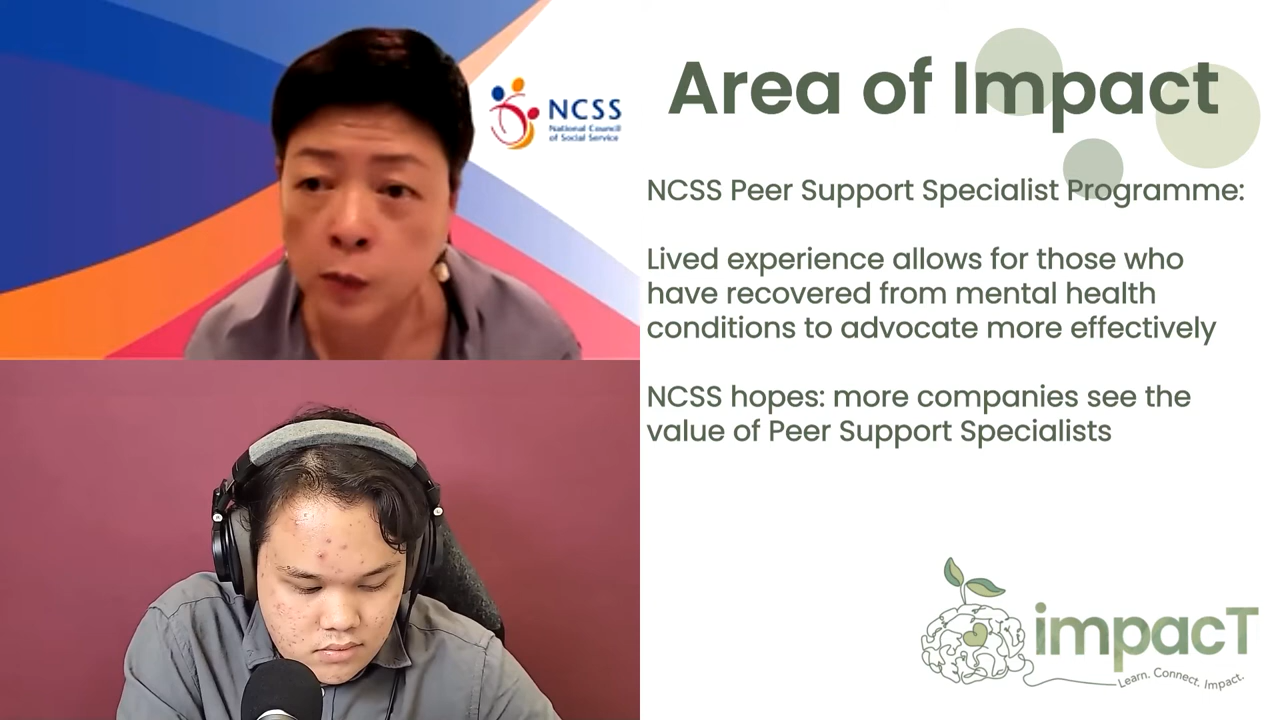 NCSS
National Council
of Social Service
Area of Impact
NCSS Peer Support Specialist Programme:
Lived experience allows for those who
have recovered from mental health
conditions to advocate more effectively
NCSS hopes: more companies see the
value of Peer Support Specialists
impacT
Learn. Connect. Impact.